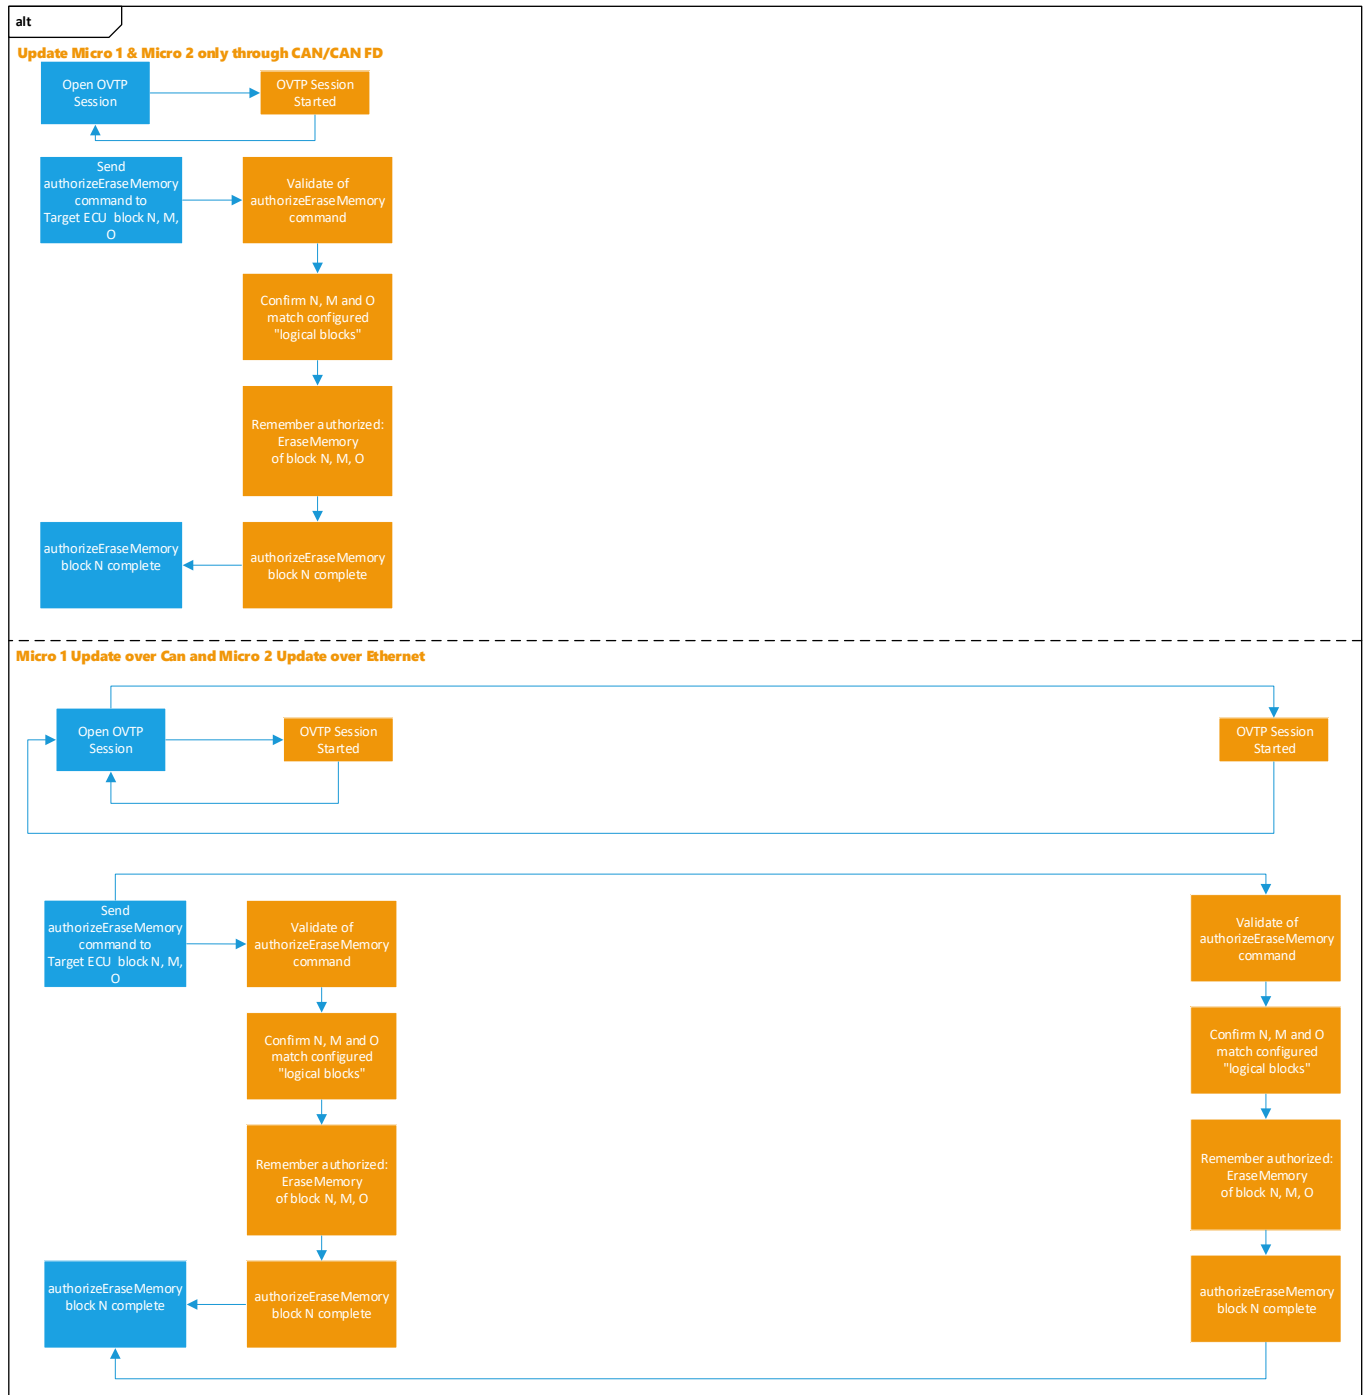 alt
Update Micro 1 & Micro 2 only through CAN/CAN FD
Open OVTP
Session
OVTP Session
Started
Send
authorizeEraseMemory
command to
Target ECU block N, M,
O
Validate of
authorizeEraseMemory
command
Confirm N, M and O
match configured
"logical blocks"
Remember authorized:
EraseMemory
of block N, M, O
authorizeEraseMemory
block N complete
authorizeEraseMemory
block N complete
Micro 1 Update over Can and Micro 2 Update over Ethernet
Open OVTP
Session
OVTP Session
Started
OVTP Session
Started
Send
authorizeEraseMemory
command to
Target ECU block N, M,
O
Validate of
authorizeEraseMemory
command
Validate of
authorizeEraseMemory
command
Confirm N, M and O
match configured
"logical blocks"
Confirm N, M and O
match configured
"logical blocks"
Remember authorized:
EraseMemory
of block N, M, O
Remember authorized:
EraseMemory
of block N, M, O
authorizeEraseMemory
block N complete
authorizeEraseMemory
block N complete
authorizeEraseMemory
block N complete